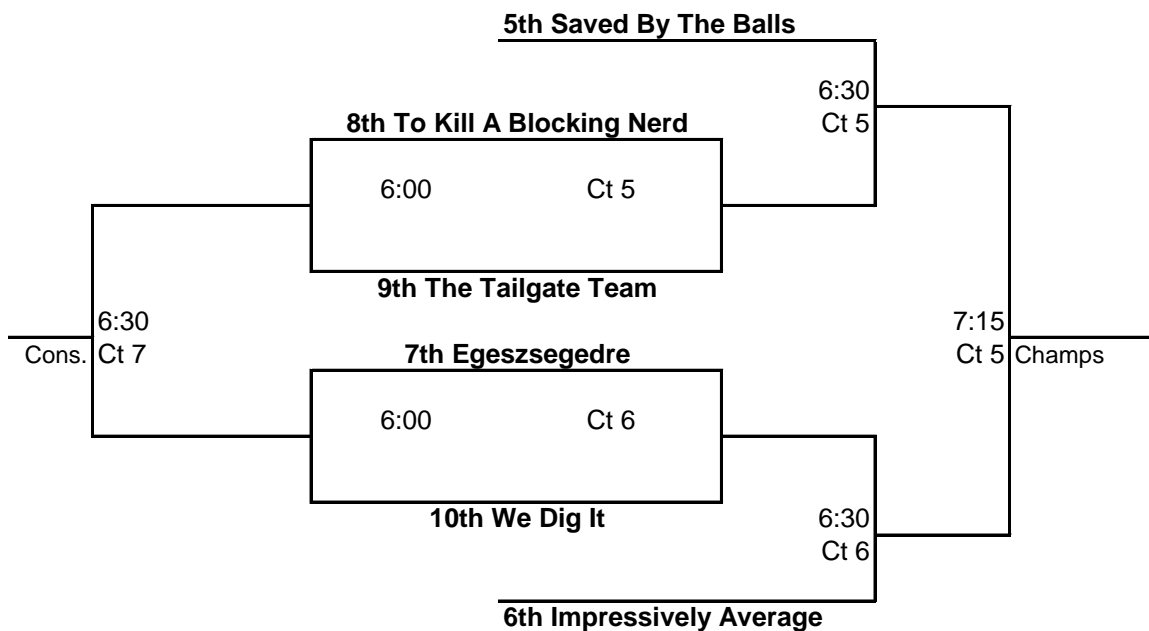 5th Saved By The Balls
6:30
Ct 5
8th To Kill A Blocking Nerd
6:00 Ct 5
9th The Tailgate Team
6:30
Cons. Ct 7
7:15
Ct 5 Champs
7th Egeszsegedre
6:00 Ct 6
10th We Dig It
6:30
Ct 6
6th Impressively Average